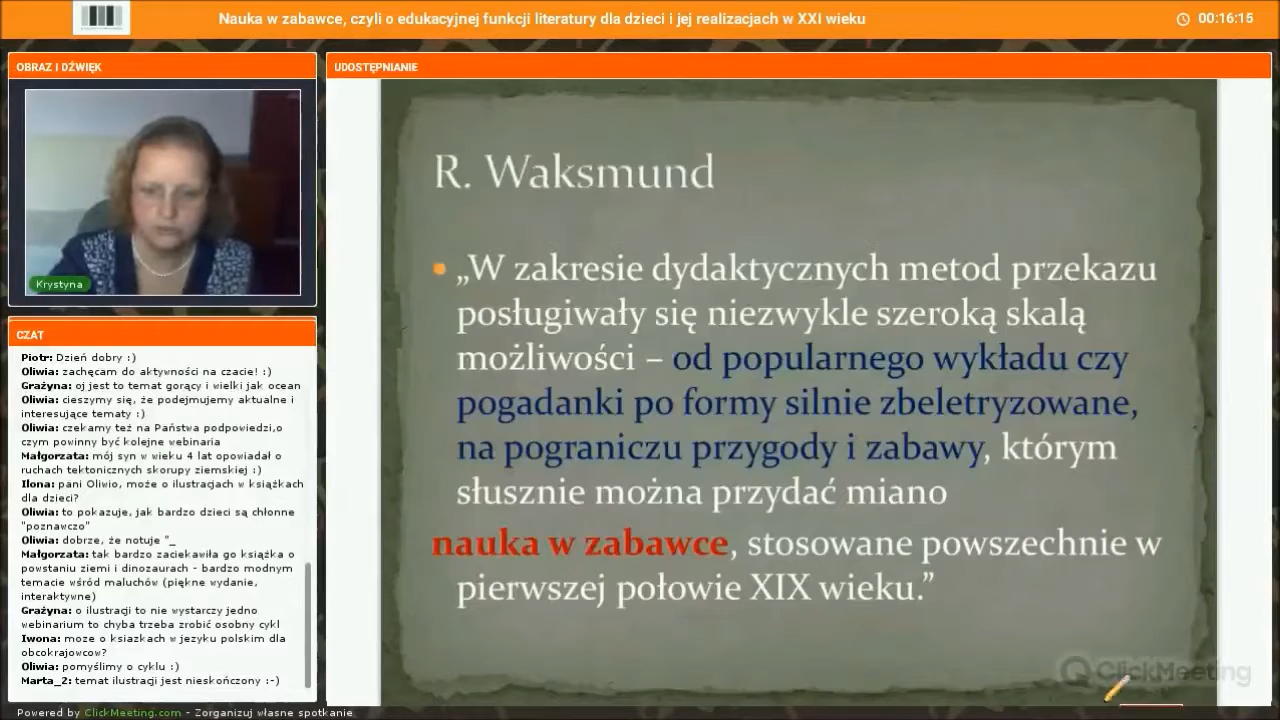 Nauka w zabawce, czyli o edukacyjnej funkcji literatury dla dzieci i jej realizacjach w XXI wieku
00:16:15
OBRAZ I DŹWIĘK
Krystyna
CZAT
Piotr: Dzień dobry :)
Oliwia: zachęcam do aktywności na czacie! :)
Grażyna: oj jest to temat gorący i wielki jak ocean
Oliwia: cieszymy się, że podejmujemy aktualne i
interesujące tematy :)
Oliwia: czekamy też na Państwa podpowiedzi,o
czym powinny być kolejne webinaria
Małgorzata: mój syn w wieku 4 lat opowiadał o
ruchach tektonicznych skorupy ziemskiej :)
Ilona: pani Oliwio, może o ilustracjach w książkach
dla dzieci?
Oliwia: to pokazuje, jak bardzo dzieci są chłonne
"poznawczo"
Oliwia: dobrze, że notuje "_
Małgorzata: tak bardzo zaciekawiła go książka o
powstaniu ziemi i dinozaurach - bardzo modnym
temacie wśród maluchów (piękne wydanie,
interaktywne)
Grażyna: o ilustracji to nie wystarczy jedno
webinarium to chyba trzeba zrobić osobny cykl
Iwona: moze o ksiazkach w jezyku polskim dla
obcokrajowcow?
Oliwia: pomyślimy o cyklu :)
Marta_2: temat ilustracji jest nieskończony :-)
Powered by ClickMeeting.com - Zorganizuj własne spotkanie
UDOSTĘPNIANIE
R. Waksmund
„W zakresie dydaktycznych metod przekazu
posługiwały się niezwykle szeroką skalą
możliwości – od popularnego wykładu czy
pogadanki po formy silnie zbeletryzowane,
na pograniczu przygody i zabawy, którym
słusznie można przydać miano
nauka w zabawce, stosowane powszechnie w
pierwszej połowie XIX wieku.”
ClickMeeting